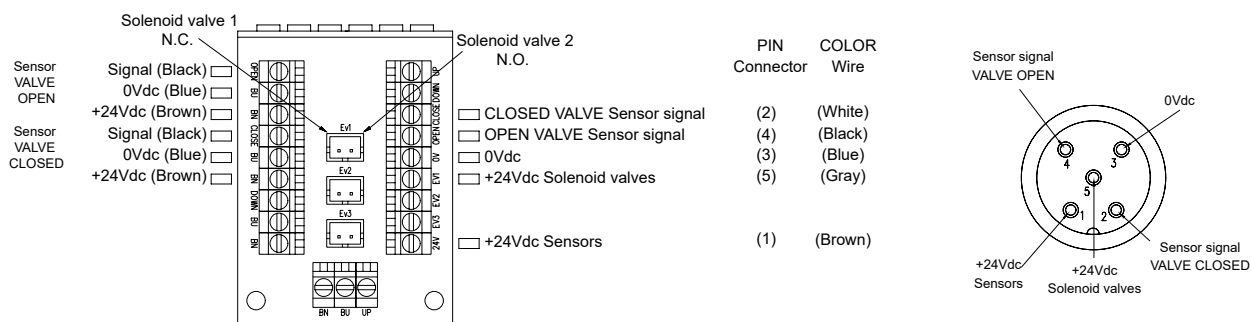 Solenoid valve 1
N.C.
Solenoid valve 2
N.O.
Sensor
VALVE
OPEN
Signal (Black)
0Vdc (Blue)
+24Vdc (Brown)
Sensor
VALVE
CLOSED
Signal (Black)
0Vdc (Blue)
+24Vdc (Brown)
OPEN
BU
BN
CLOSE
BU
BN
DOWN
BU
BN
Ev1
Ev2
Ev3
UP
DOWN
CLOSE
OPEN
0V
EV1
EV2
EV3
24V
BN BU UP
PIN COLOR
Connector Wire
CLOSED VALVE Sensor signal (2) (White)
OPEN VALVE Sensor signal (4) (Black)
0Vdc (3) (Blue)
+24Vdc Solenoid valves (5) (Gray)
+24Vdc Sensors (1) (Brown)
Sensor signal
VALVE OPEN
0Vdc
4
3
5
1
2
+24Vdc
Sensors
+24Vdc
Solenoid valves
Sensor signal
VALVE CLOSED